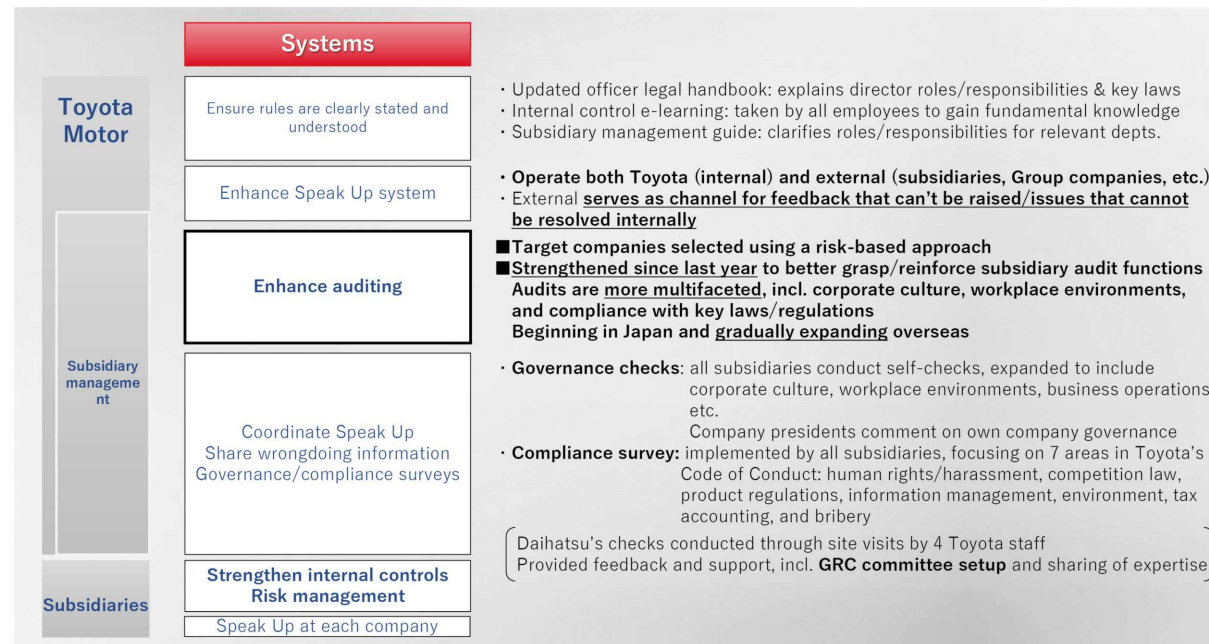 Systems
Toyota
Motor
Ensure rules are clearly stated and
understood
・Updated officer legal handbook: explains director roles/responsibilities & key laws
・Internal control e-learning: taken by all employees to gain fundamental knowledge
・Subsidiary management guide: clarifies roles/responsibilities for relevant depts.
Enhance Speak Up system
・Operate both Toyota (internal) and external (subsidiaries, Group companies, etc.)
・External serves as channel for feedback that can't be raised/issues that cannot
be resolved internally
Enhance auditing
■Target companies selected using a risk-based approach
■Strengthened since last year to better grasp/reinforce subsidiary audit functions
Audits are more multifaceted, incl. corporate culture, workplace environments,
and compliance with key laws/regulations
Beginning in Japan and gradually expanding overseas
Subsidiary
manageme
nt
Coordinate Speak Up
Share wrongdoing information
Governance/compliance surveys
・Governance checks: all subsidiaries conduct self-checks, expanded to include
corporate culture, workplace environments, business operations
etc.
Company presidents comment on own company governance
・Compliance survey: implemented by all subsidiaries, focusing on 7 areas in Toyota's
Code of Conduct: human rights/harassment, competition law,
product regulations, information management, environment, tax
accounting, and bribery
Daihatsu's checks conducted through site visits by 4 Toyota staff
Provided feedback and support, incl. GRC committee setup and sharing of expertise
Subsidiaries
Strengthen internal controls
Risk management
Speak Up at each company